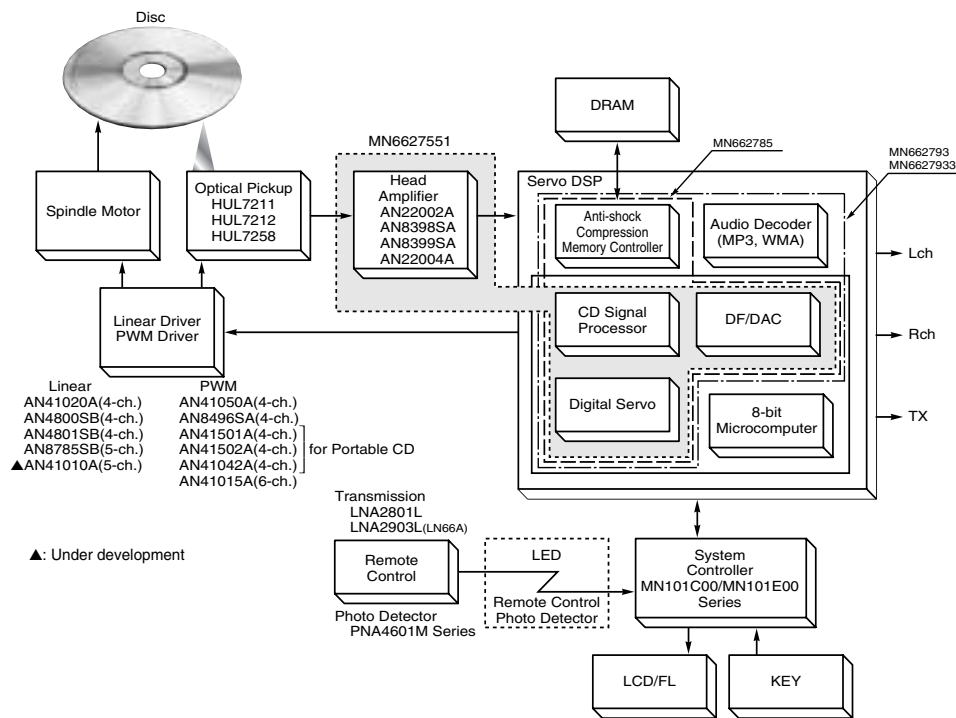 Disc
DRAM
MN6627551
MN662785
MN662793
MN6627933
Servo DSP
Spindle Motor
Optical Pickup
HUL7211
HUL7212
HUL7258
Head
Amplifier
AN22002A
AN8398SA
AN8399SA
AN22004A
Anti-shock
Compression
Memory Controller
Audio Decoder
(MP3, WMA)
Lch
Linear Driver
PWM Driver
CD Signal
Processor
DF/DAC
Rch
Digital Servo
8-bit
Microcomputer
TX
Linear
AN41020A(4-ch.)
AN4800SB(4-ch.)
AN4801SB(4-ch.)
AN8785SB(5-ch.)
▲AN41010A(5-ch.)
PWM
AN41050A(4-ch.)
AN8496SA(4-ch.)
AN41501A(4-ch.)
AN41502A(4-ch.)
AN41042A(4-ch.)
AN41015A(6-ch.)
for Portable CD
▲: Under development
Transmission
LNA2801L
LNA2903L(LN66A)
Remote
Control
Photo Detector
PNA4601M Series
LED
Remote Control
Photo Detector
System
Controller
MN101C00/MN101E00
Series
LCD/FL
KEY